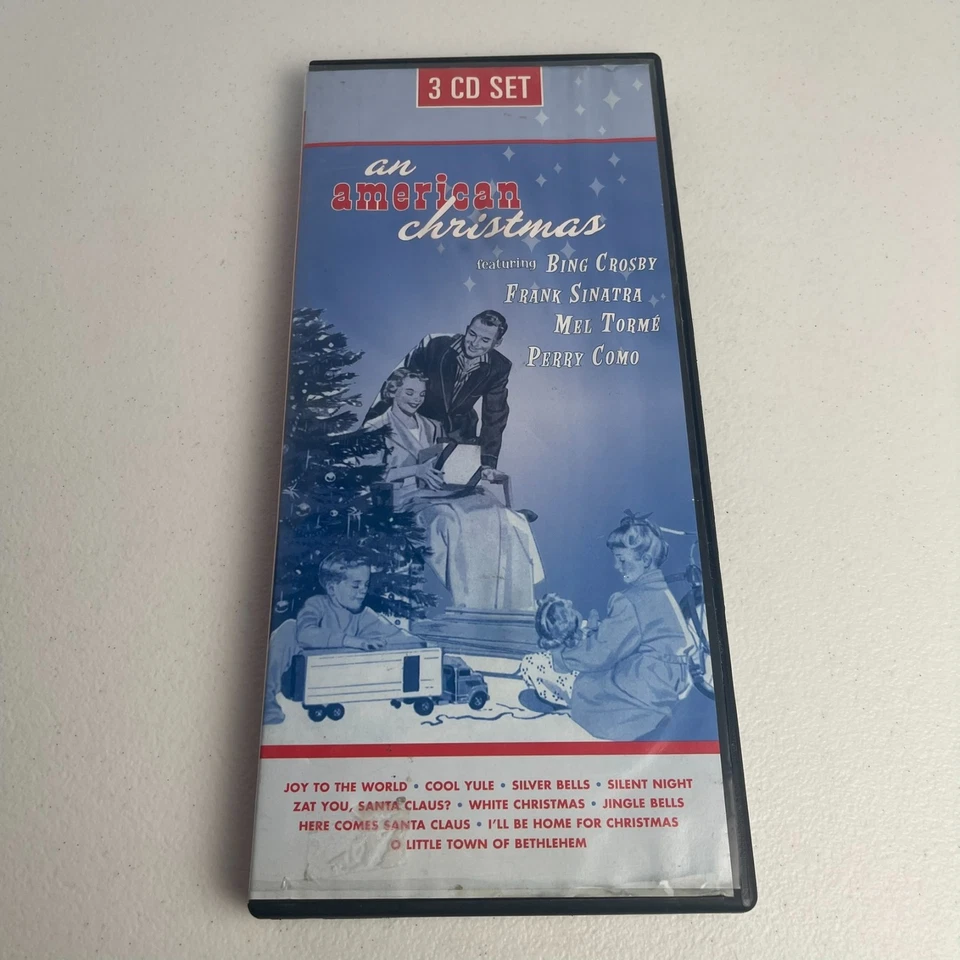 3 CD SET
an
american
christmas
featuring BING CROSBY
FRANK SINATRA
MEL TORMÉ
PERRY COMO
JOY TO THE WORLD • COOL YULE • SILVER BELLS • SILENT NIGHT
ZAT YOU, SANTA CLAUS? • WHITE CHRISTMAS • JINGLE BELLS
HERE COMES SANTA CLAUS • I'LL BE HOME FOR CHRISTMAS
O LITTLE TOWN OF BETHLEHEM